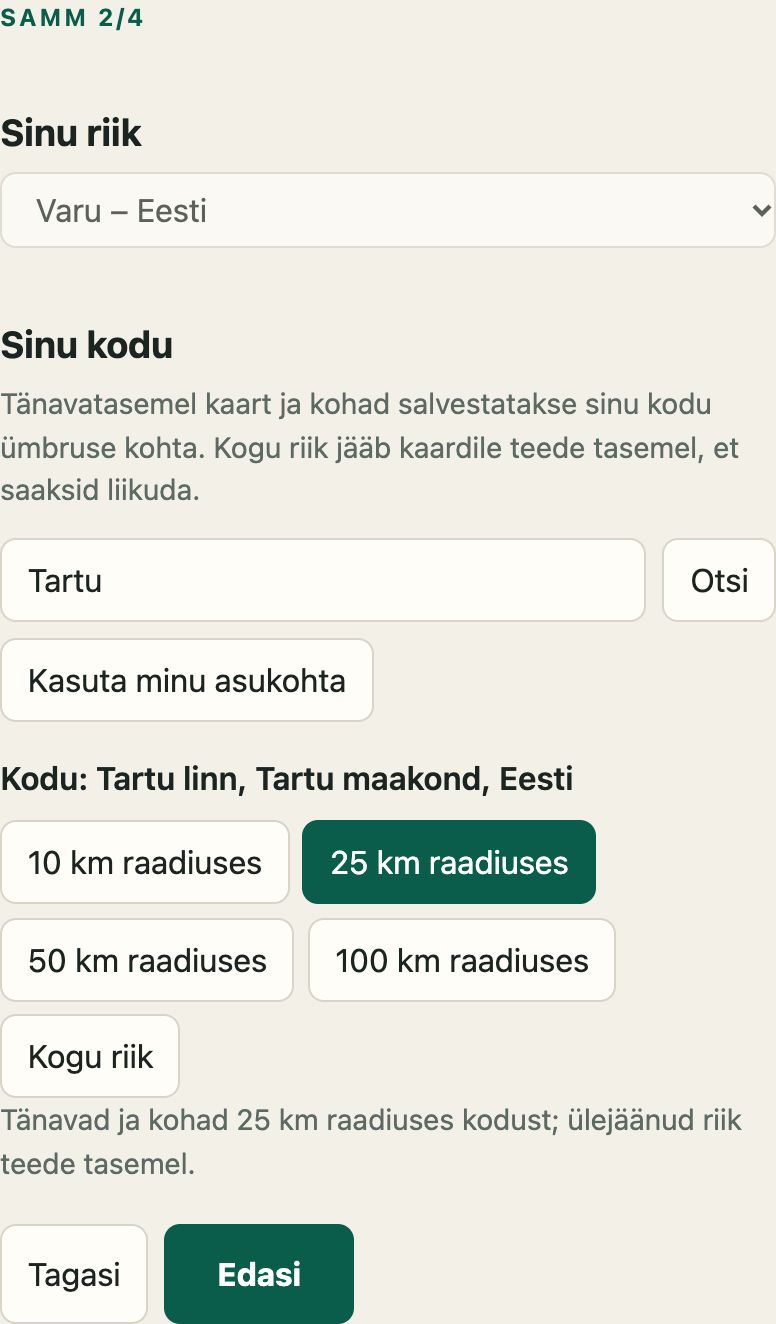 SAMM 2/4
Sinu riik
Varu – Eesti
Sinu kodu
Tänavatasemel kaart ja kohad salvestatakse sinu kodu
ümbruse kohta. Kogu riik jääb kaardile teede tasemel, et
saaksid liikuda.
Tartu
Otsi
Kasuta minu asukohta
Kodu: Tartu linn, Tartu maakond, Eesti
10 km raadiuses
25 km raadiuses
50 km raadiuses
100 km raadiuses
Kogu riik
Tänavad ja kohad 25 km raadiuses kodust; ülejäänud riik
teede tasemel.
Tagasi
Edasi